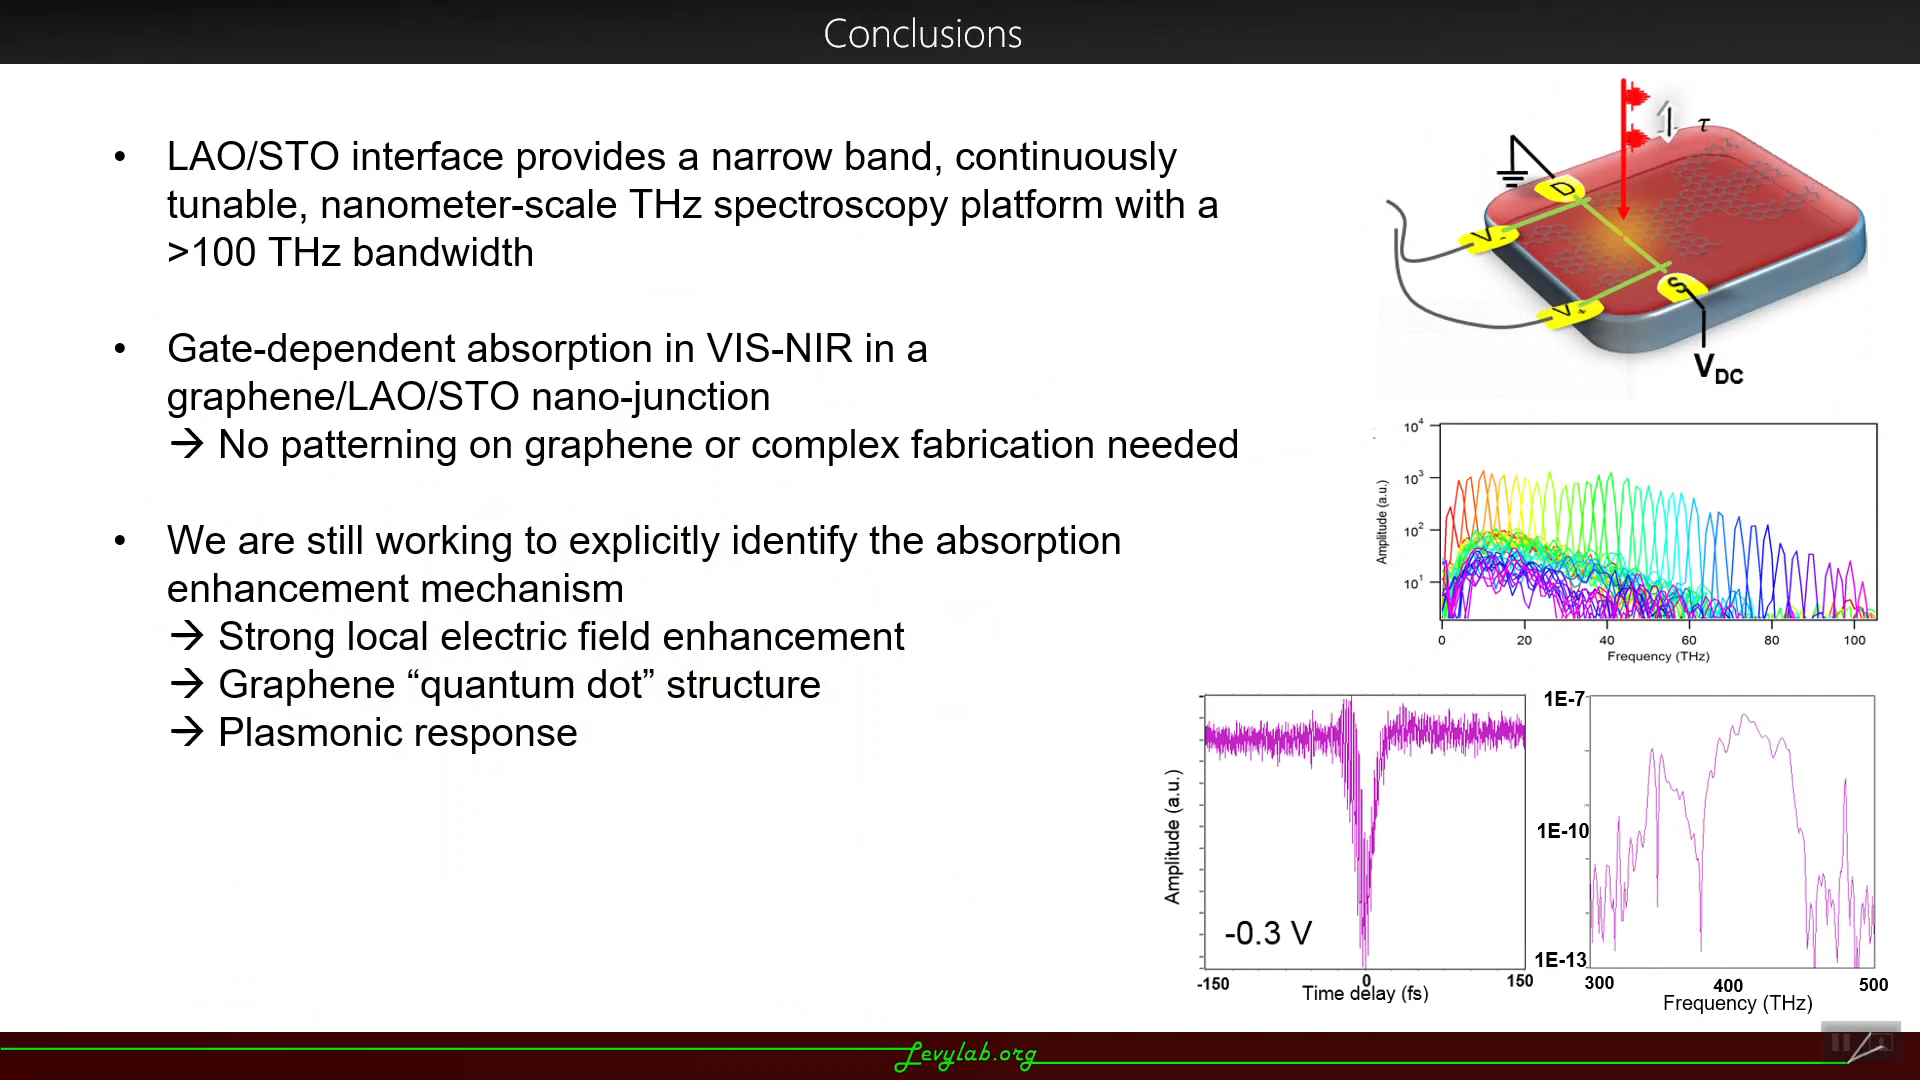 Conclusions
• LAO/STO interface provides a narrow band, continuously
tunable, nanometer-scale THz spectroscopy platform with a
>100 THz bandwidth
• Gate-dependent absorption in VIS-NIR in a
graphene/LAO/STO nano-junction
→ No patterning on graphene or complex fabrication needed
• We are still working to explicitly identify the absorption
enhancement mechanism
→ Strong local electric field enhancement
→ Graphene “quantum dot” structure
→ Plasmonic response
τ
D
V-
S
V+
VDC
10⁴
10³
10²
10¹
Amplitude (a.u.)
0 20 40 60 80 100
Frequency (THz)
Amplitude (a.u.)
-0.3 V
-150 0 150
Time delay (fs)
1E-7
1E-10
1E-13
300 400 500
Frequency (THz)
Levylab.org